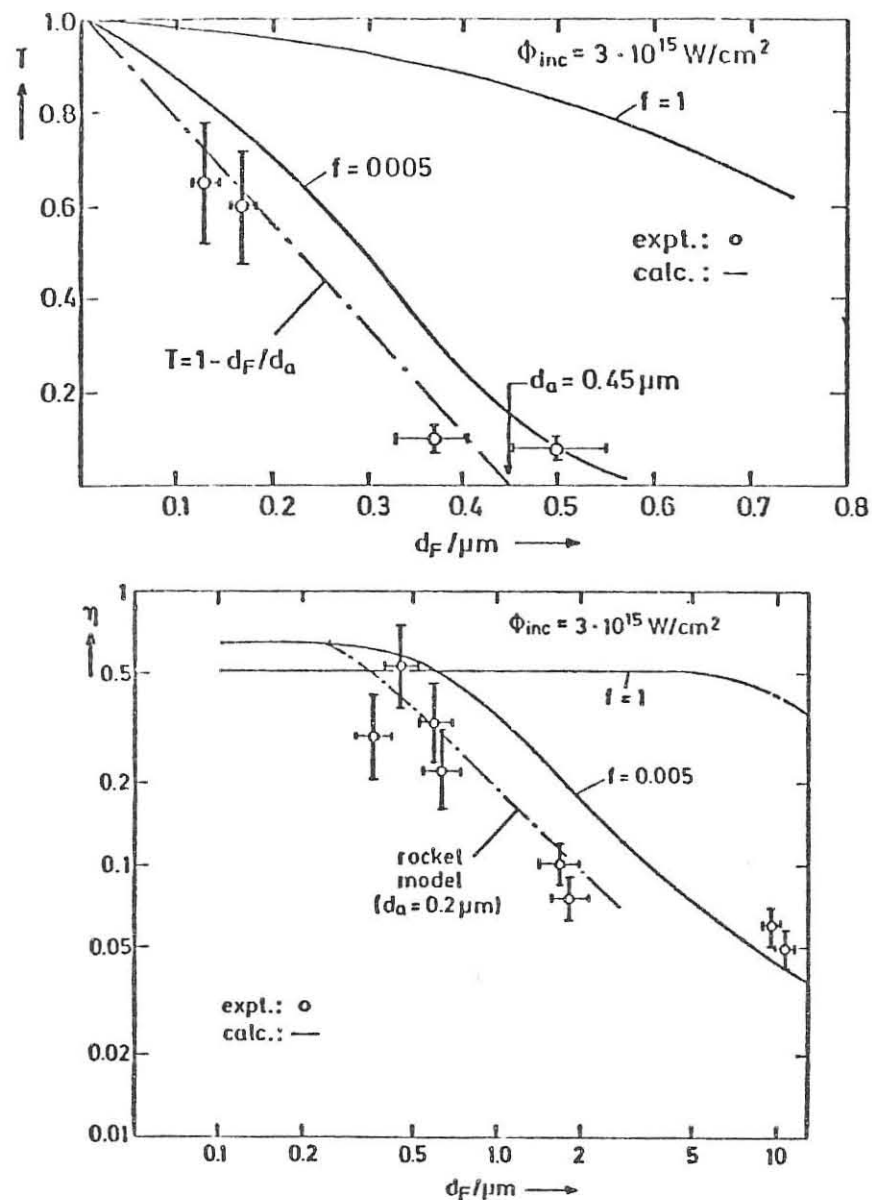 1.0
T
Φinc = 3 · 10¹⁵ W/cm²
f = 1
0.8
f = 0005
0.6
expt.: o
calc.: —
0.4
T=1-dF/da
da = 0.45 µm
0.2
0.1 0.2 0.3 0.4 0.5 0.6 0.7 0.8
dF/µm
1
η
Φinc = 3 · 10¹⁵ W/cm²
0.5
f = 1
0.2
f = 0.005
0.1
rocket
model
(da = 0.2 µm)
0.05
expt.: o
calc.: —
0.02
0.01
0.1 0.2 0.5 1.0 2 5 10
dF/µm